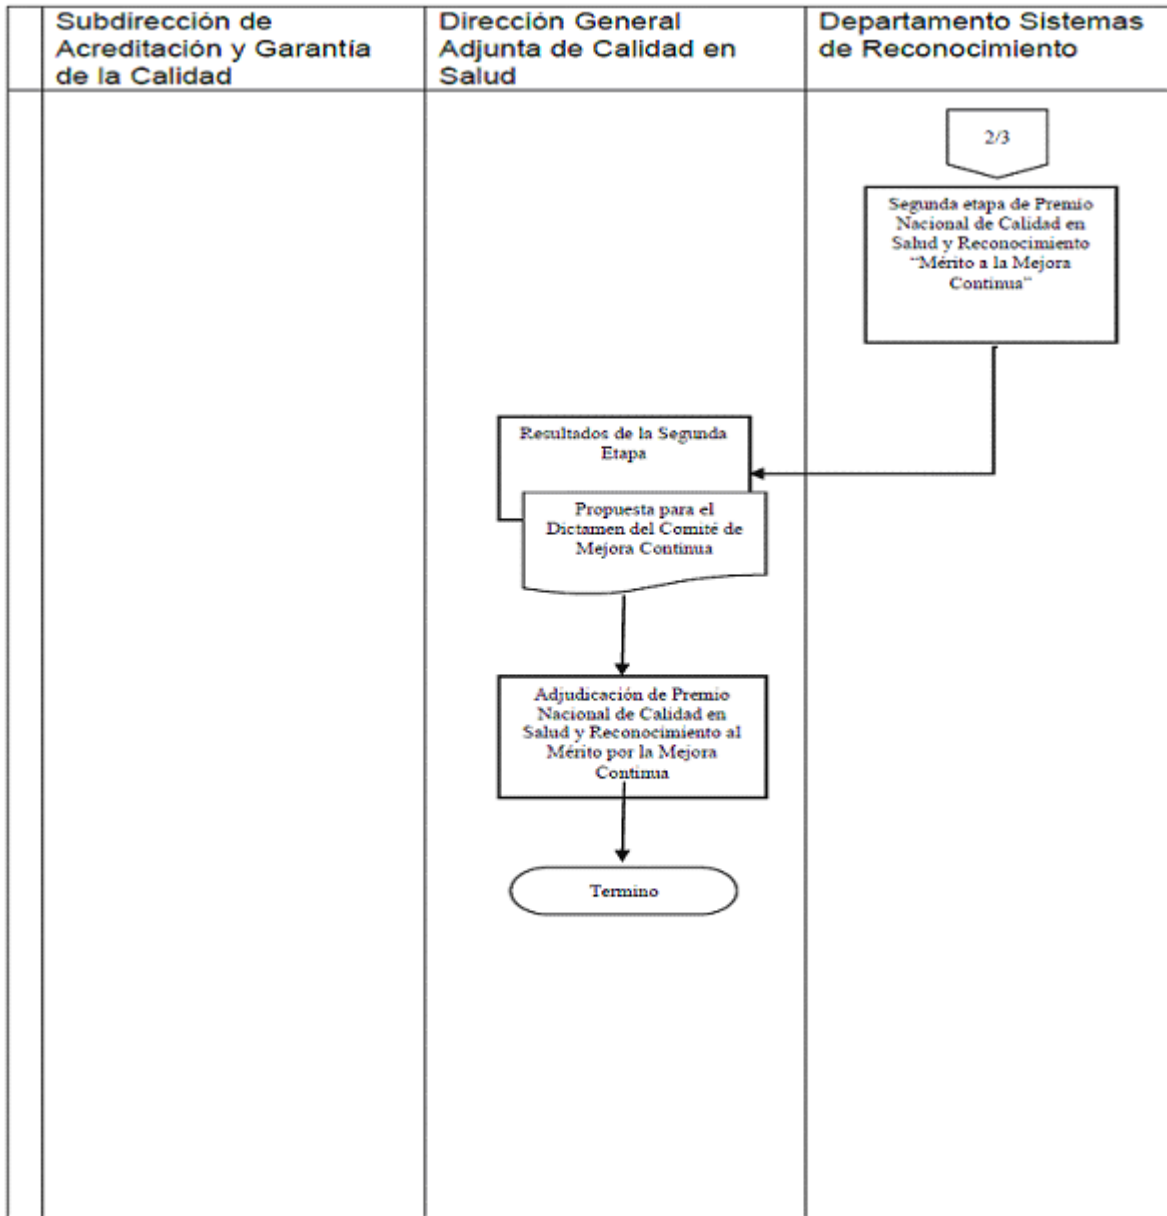 Subdirección de
Acreditación y Garantía
de la Calidad
Dirección General
Adjunta de Calidad en
Salud
Departamento Sistemas
de Reconocimiento
2/3
Segunda etapa de Premio
Nacional de Calidad en
Salud y Reconocimiento
“Mérito a la Mejora
Continua”
Resultados de la Segunda
Etapa
Propuesta para el
Dictamen del Comité de
Mejora Continua
Adjudicación de Premio
Nacional de Calidad en
Salud y Reconocimiento al
Mérito por la Mejora
Continua
Termino